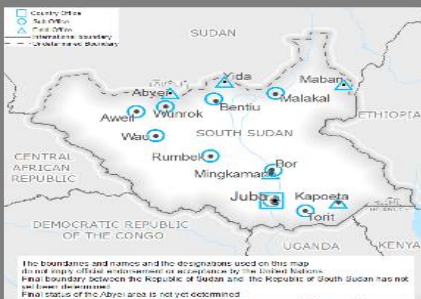 Country Office
Sub Office
Field Office
International boundary
Undetermined Boundary
SUDAN
Abyei
Yida
Maban
Wunrok
Bentiu
Malakal
Aweil
ETHIOPIA
Wau
SOUTH SUDAN
CENTRAL
AFRICAN
REPUBLIC
Rumbek
Bor
Mingkaman
Juba
Kapoeta
Torit
DEMOCRATIC REPUBLIC
OF THE CONGO
UGANDA
KENYA
The boundaries and names and the designations used on this map
do not imply official endorsement or acceptance by the United Nations
Final boundary between the Republic of Sudan and the Republic of South Sudan has not
yet been determined
Final status of the Abyei area is not yet determined